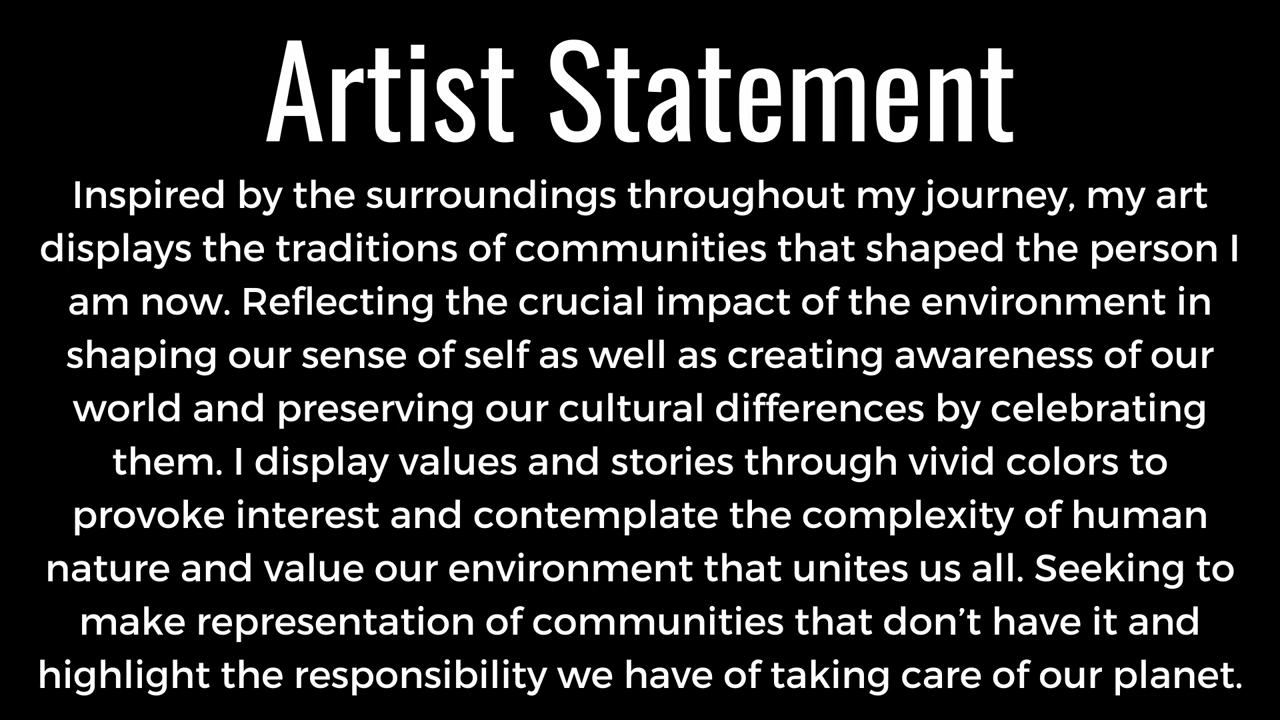 Artist Statement
Inspired by the surroundings throughout my journey, my art
displays the traditions of communities that shaped the person I
am now. Reflecting the crucial impact of the environment in
shaping our sense of self as well as creating awareness of our
world and preserving our cultural differences by celebrating
them. I display values and stories through vivid colors to
provoke interest and contemplate the complexity of human
nature and value our environment that unites us all. Seeking to
make representation of communities that don’t have it and
highlight the responsibility we have of taking care of our planet.